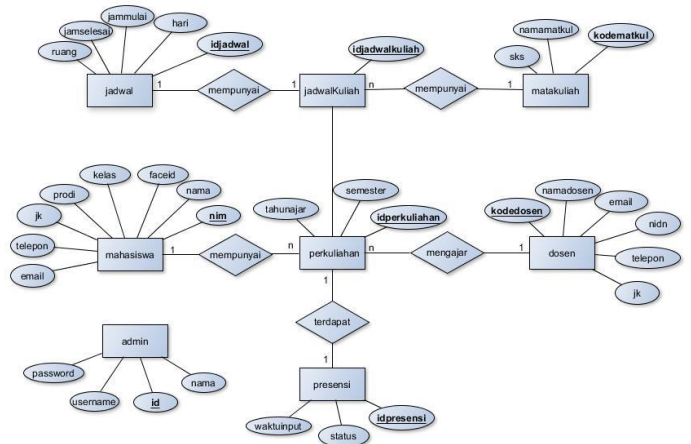 jammulai
jamselesai
hari
ruang
idjadwal
jadwal
1
mempunyai
1
idjadwalkuliah
jadwalKuliah
n
mempunyai
1
namamatkul
kodematkul
sks
matakuliah
kelas
faceid
prodi
nama
jk
nim
telepon
email
mahasiswa
1
mempunyai
n
semester
tahunajar
idperkuliahan
perkuliahan
n
mengajar
1
namadosen
kodedosen
email
nidn
telepon
jk
dosen
1
terdapat
1
presensi
idpresensi
waktuinput
status
admin
password
username
id
nama